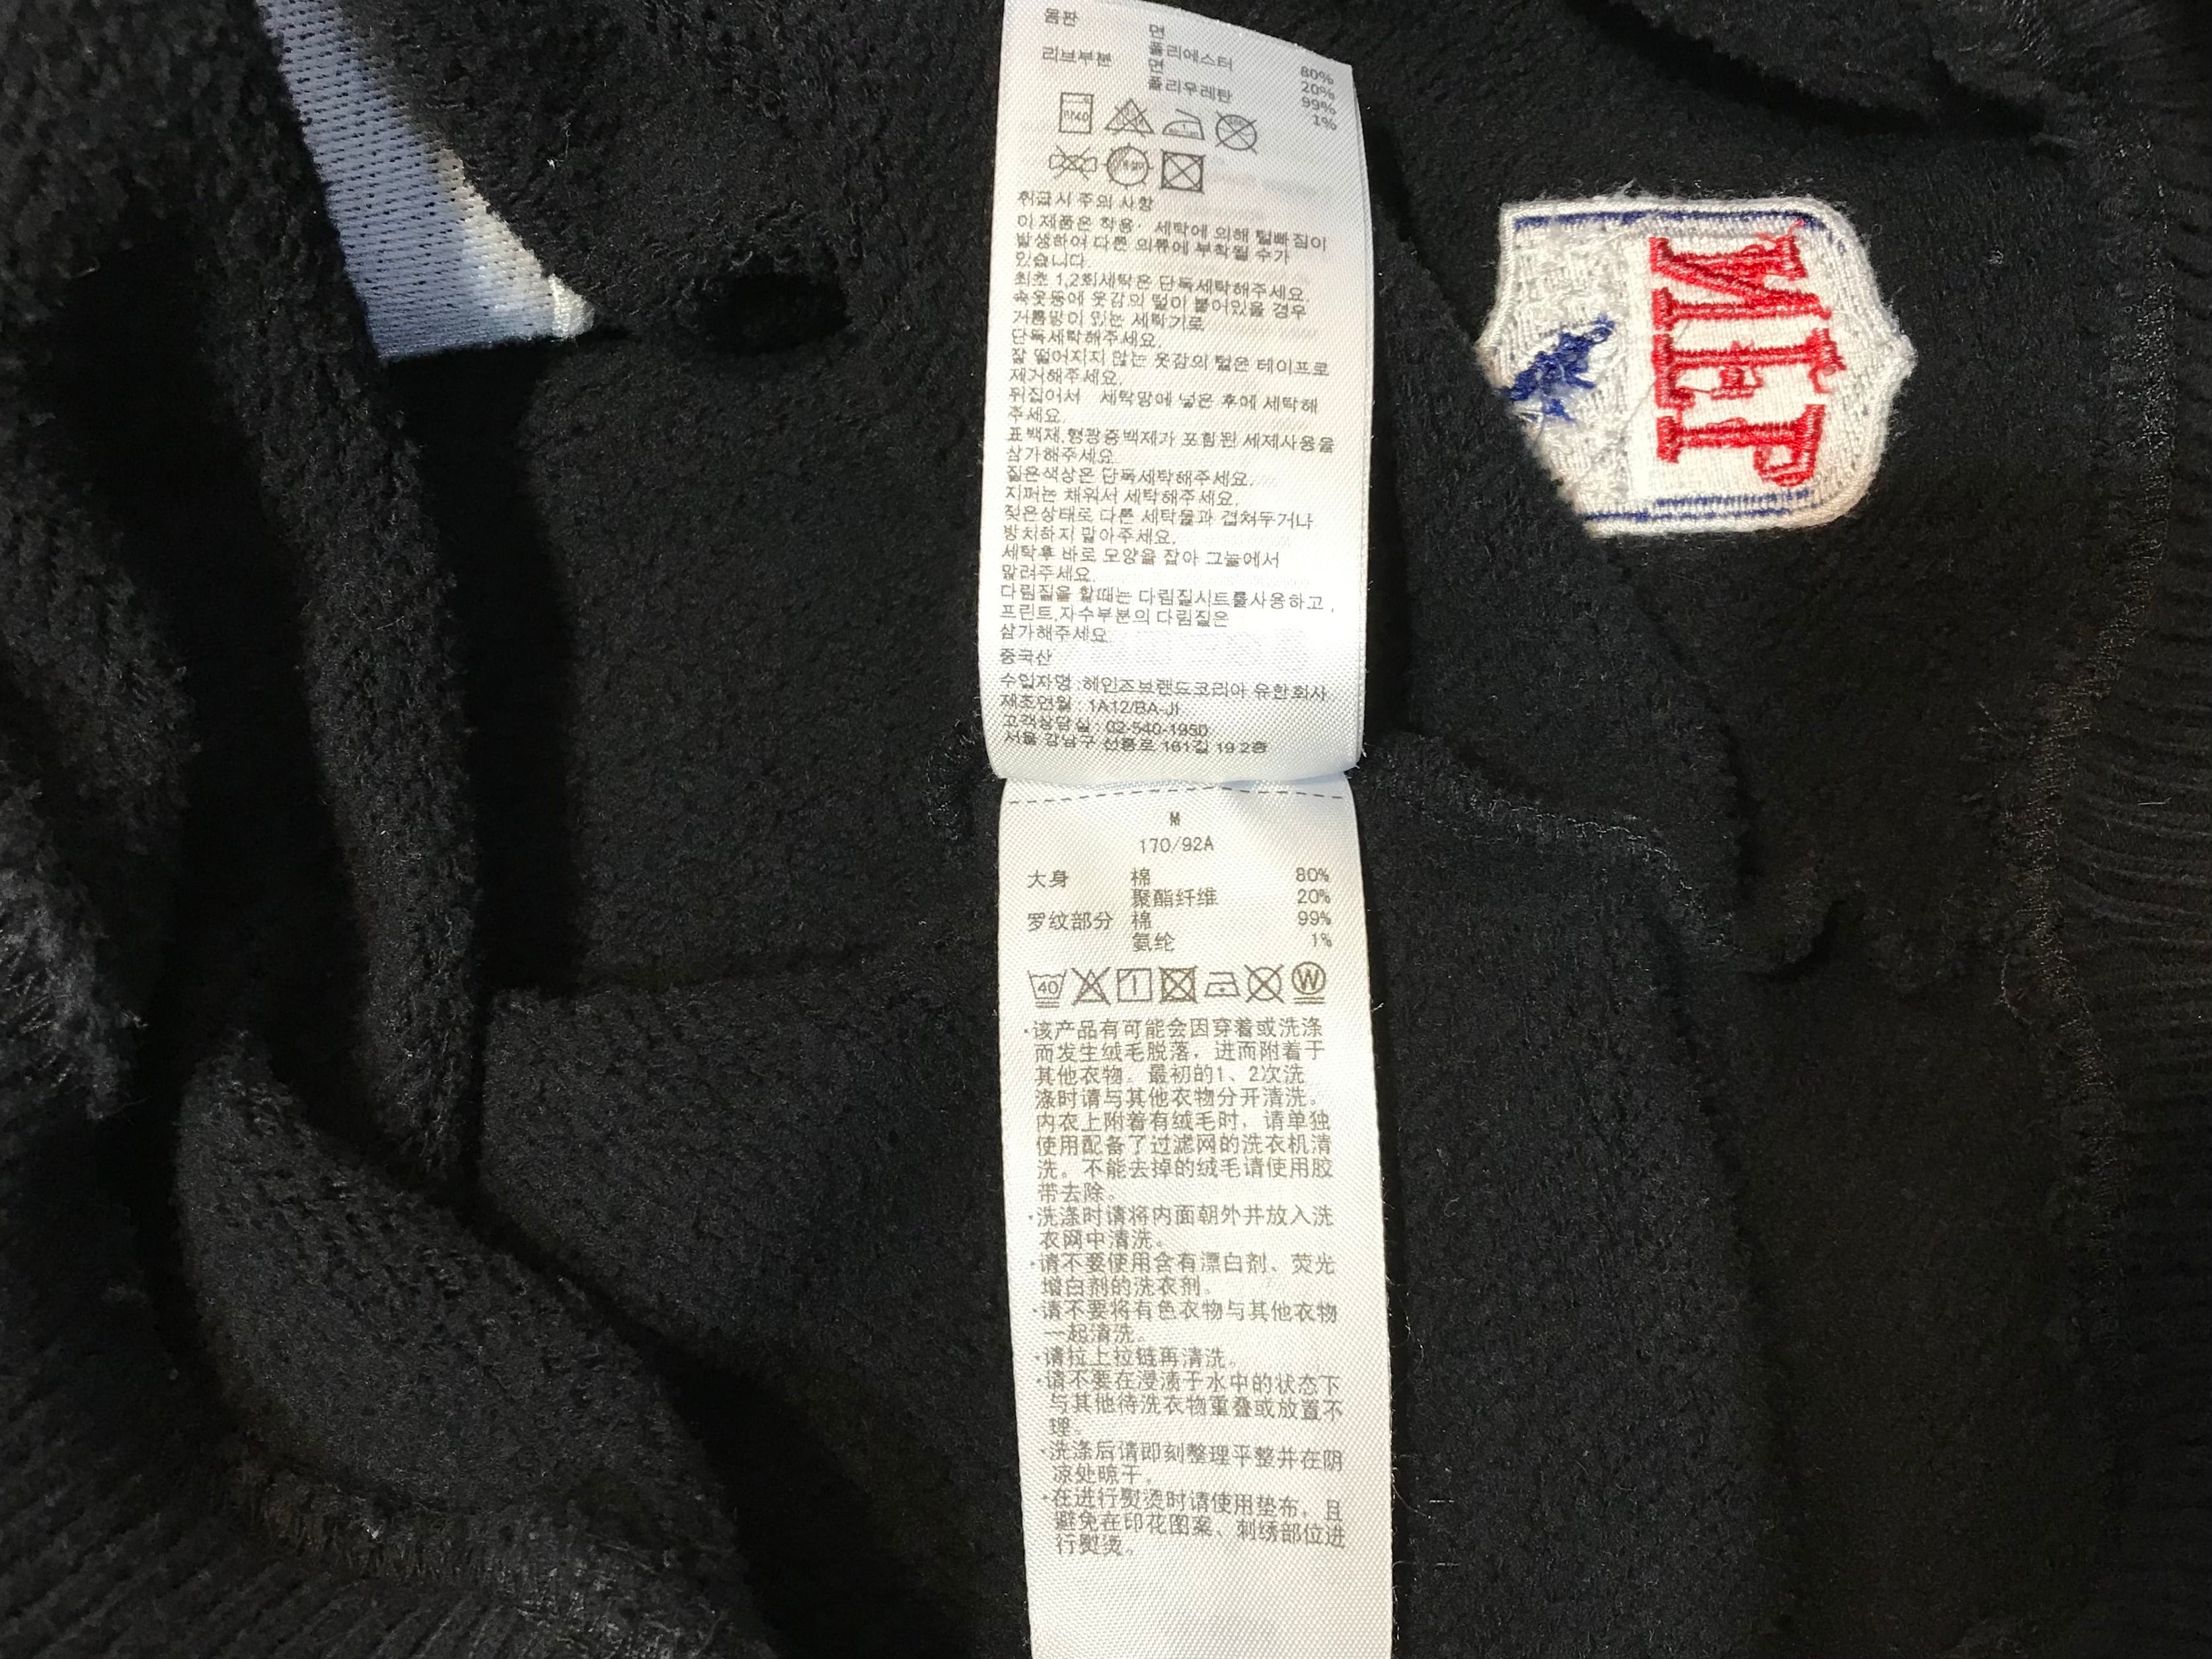 몸판 면 80%
폴리에스터 20%
리브부분 면 99%
폴리우레탄 1%
취급시 주의 사항
이 제품은 착용· 세탁에 의해 털빠짐이
발생하여 다른 의류에 부착될 수가
있습니다.
최초 1,2회세탁은 단독세탁해주세요.
속옷등에 옷감의 털이 붙어있을 경우
거름망이 있는 세탁기로
단독세탁해주세요.
잘 떨어지지 않는 옷감의 털은 테이프로
제거해주세요.
뒤집어서 세탁망에 넣은 후에 세탁해
주세요.
표백재,형광증백제가 포함된 세제사용을
삼가해주세요.
짙은색상은 단독세탁해주세요.
지퍼는 채워서 세탁해주세요.
젖은상태로 다른 세탁물과 겹쳐두거나
방치하지 말아주세요.
세탁후 바로 모양을 잡아 그늘에서
말려주세요.
다림질을 할때는 다림질시트를사용하고,
프린트,자수부분의 다림질은
삼가해주세요.
중국산
수입자명 :헤인즈브랜드코리아 유한회사
제조연월 : 1A12/BA-JI
고객상담실 : 02-540-1950
서울 강남구 선릉로 161길 19 2층
M
170/92A
大身 棉 80%
聚酯纤维 20%
罗纹部分 棉 99%
氨纶 1%
40
W
·该产品有可能会因穿着或洗涤
而发生绒毛脱落，进而附着于
其他衣物。最初的1、2次洗
涤时请与其他衣物分开清洗。
内衣上附着有绒毛时，请单独
使用配备了过滤网的洗衣机清
洗。不能去掉的绒毛请使用胶
带去除。
·洗涤时请将内面朝外并放入洗
衣网中清洗。
·请不要使用含有漂白剂、荧光
增白剂的洗衣剂。
·请不要将有色衣物与其他衣物
一起清洗。
·请拉上拉链再清洗。
·请不要在浸渍于水中的状态下
与其他待洗衣物重叠或放置不
理。
·洗涤后请即刻整理平整并在阴
凉处晾干。
·在进行熨烫时请使用垫布，且
避免在印花图案、刺绣部位进
行熨烫。